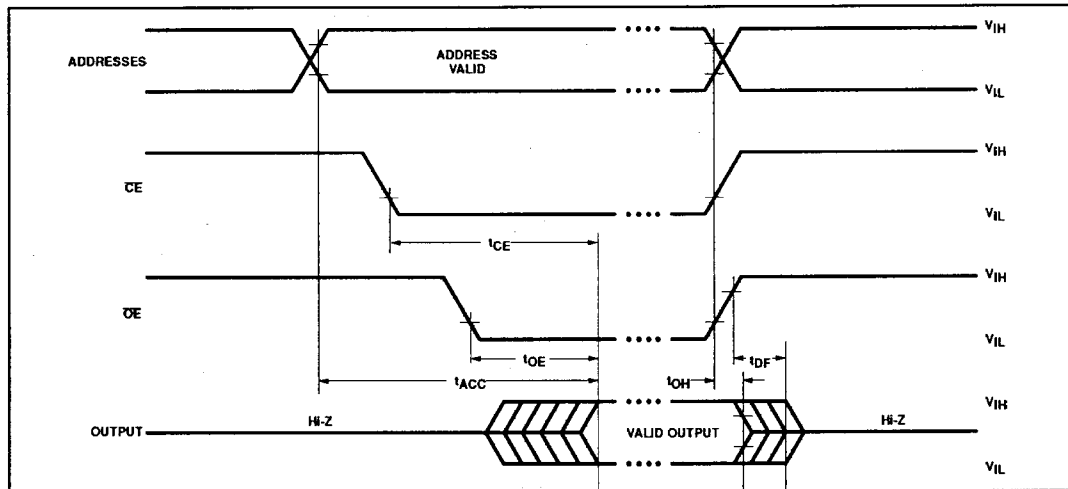 ADDRESSES
ADDRESS
VALID
VIH
VIL
CE
VIH
VIL
tCE
OE
VIH
VIL
tOE
tDF
tACC
tOH
OUTPUT
Hi-Z
VALID OUTPUT
Hi-Z
VIH
VIL